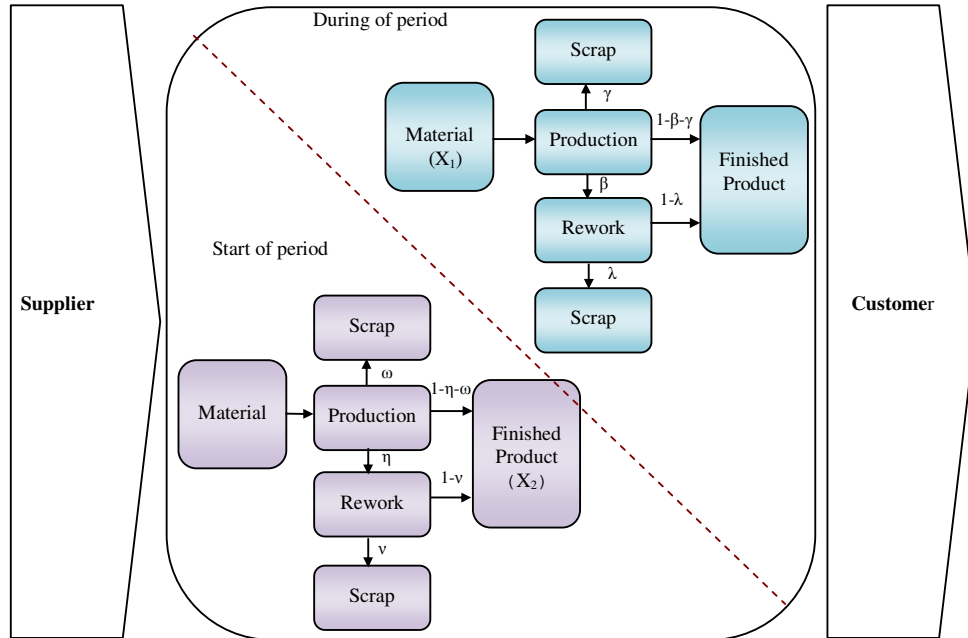 During of period
Scrap
γ
Material
(X₁)
Production
1-β-γ
Finished
Product
β
Rework
1-λ
λ
Scrap
Start of period
Supplier
Customer
Scrap
ω
Material
Production
1-η-ω
Finished
Product
(X₂)
η
Rework
1-ν
ν
Scrap